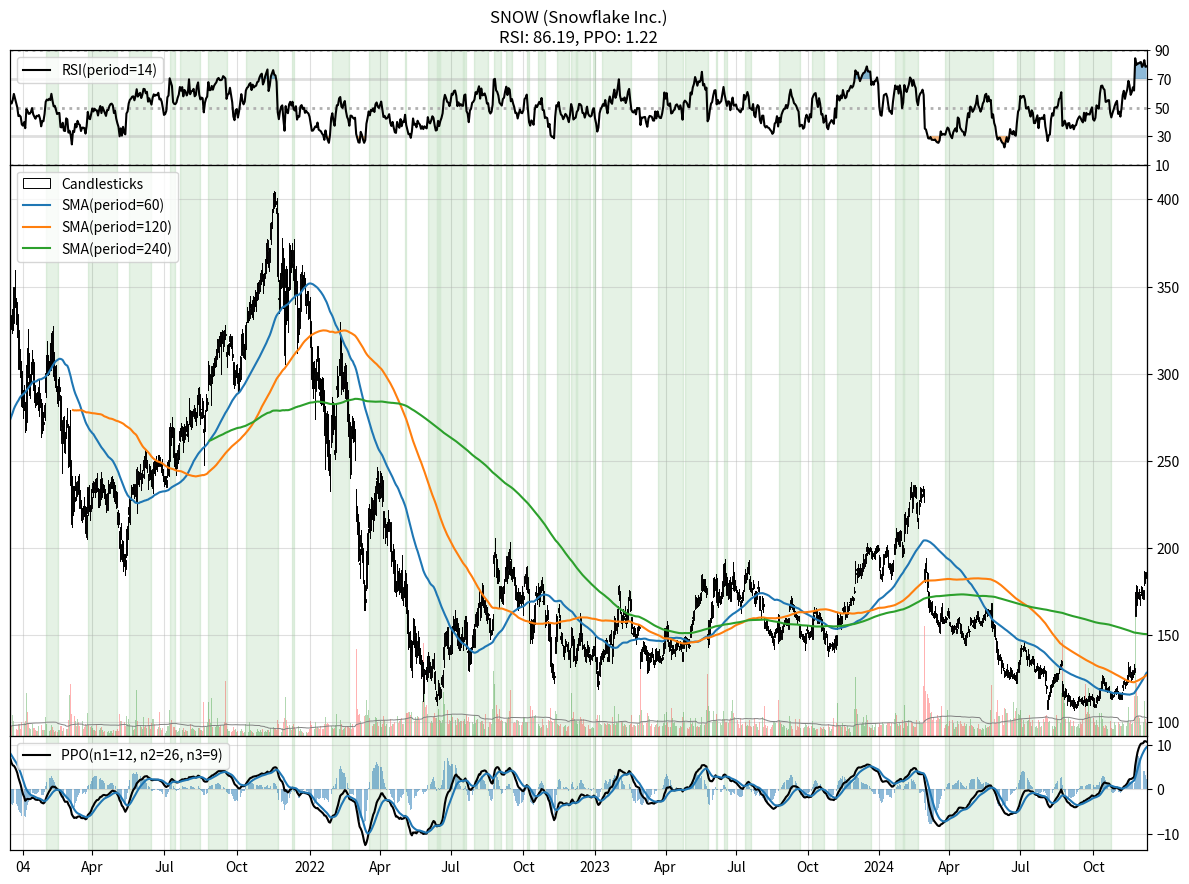 SNOW (Snowflake Inc.)
RSI: 86.19, PPO: 1.22
RSI(period=14)
90
70
50
30
10
Candlesticks
SMA(period=60)
SMA(period=120)
SMA(period=240)
400
350
300
250
200
150
100
PPO(n1=12, n2=26, n3=9)
10
0
−10
04 Apr Jul Oct 2022 Apr Jul Oct 2023 Apr Jul Oct 2024 Apr Jul Oct